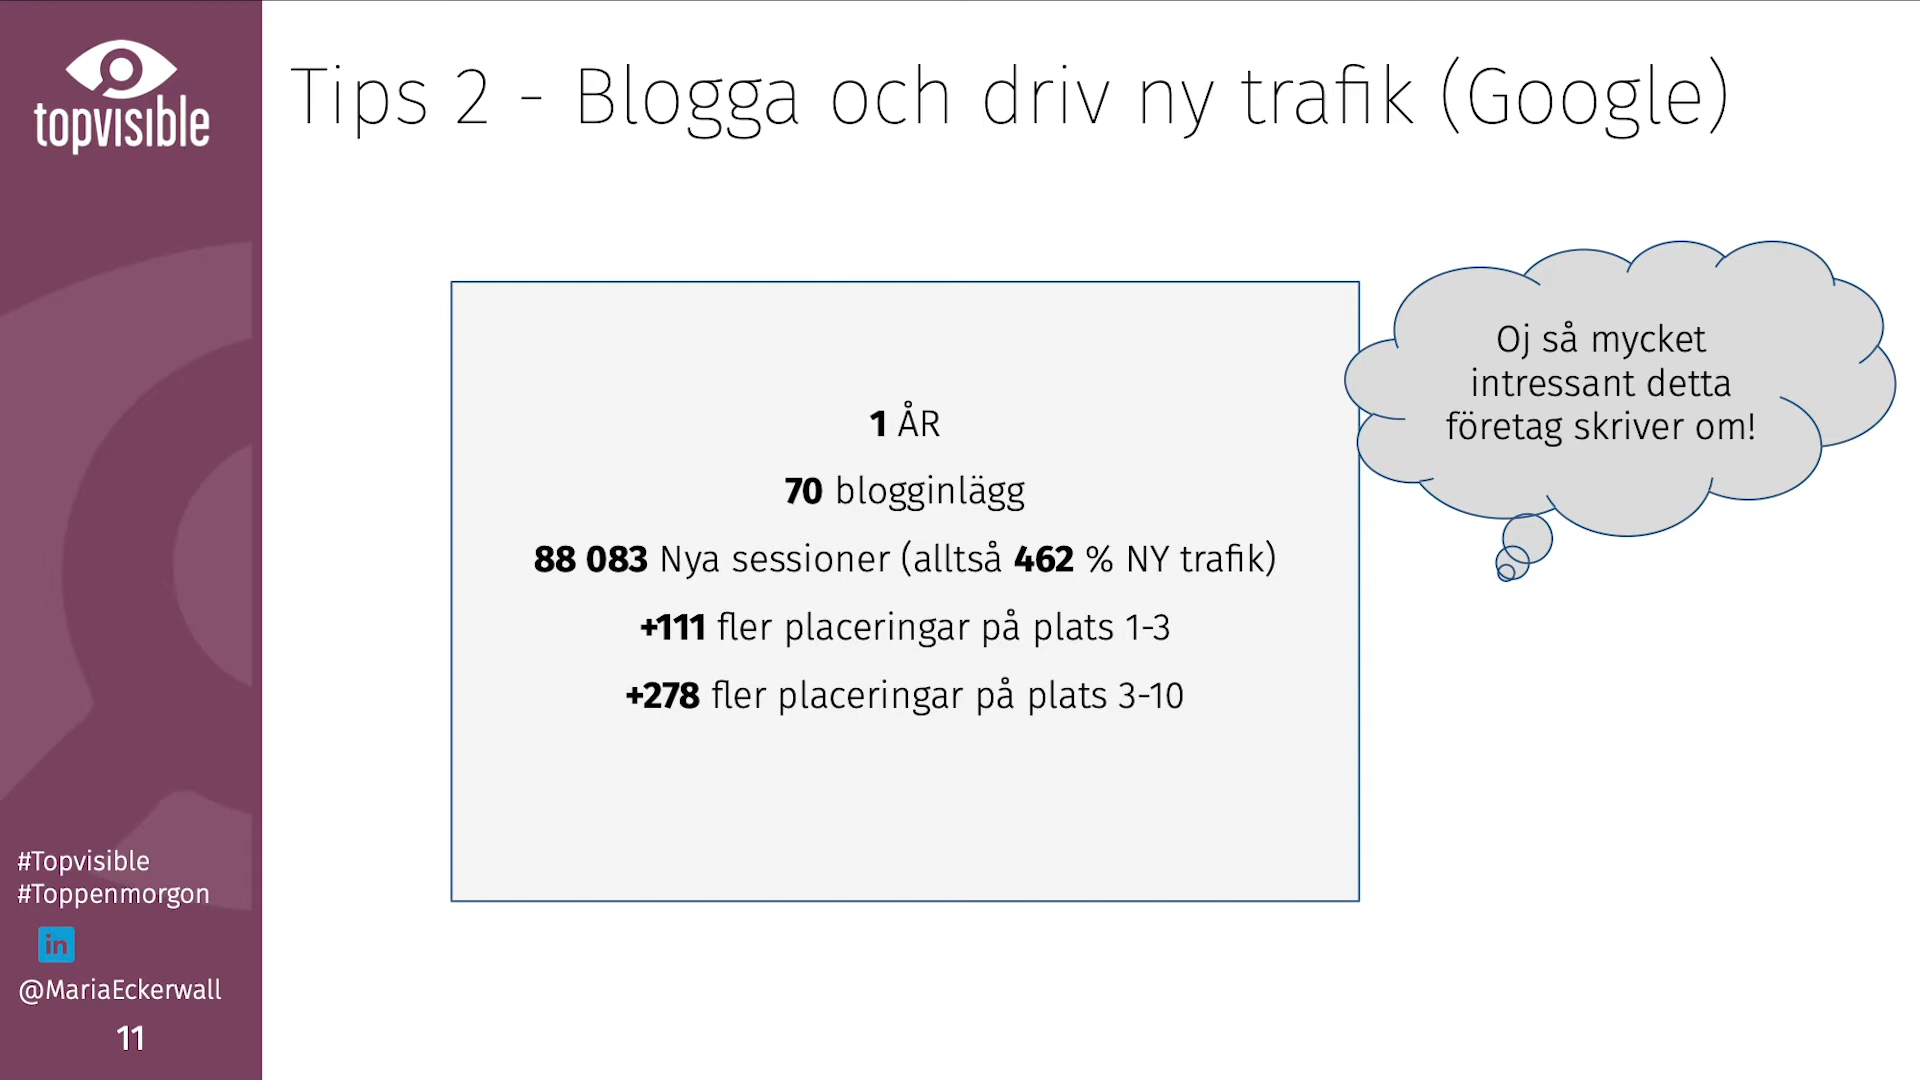 topvisible
Tips 2 - Blogga och driv ny trafik (Google)
1 ÅR
70 blogginlägg
88 083 Nya sessioner (alltså 462 % NY trafik)
+111 fler placeringar på plats 1-3
+278 fler placeringar på plats 3-10
Oj så mycket
intressant detta
företag skriver om!
#Topvisible
#Toppenmorgon
in
@MariaEckerwall
11